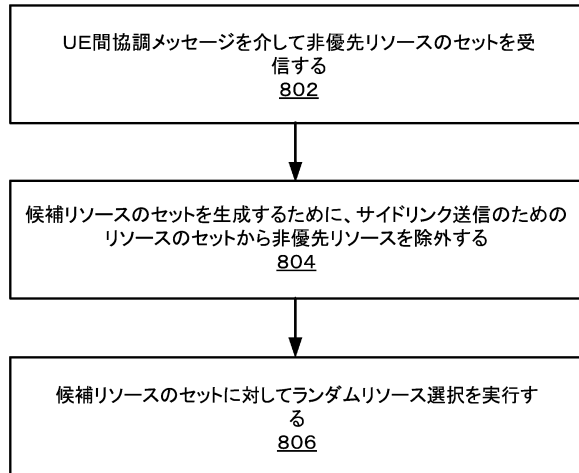 UE間協調メッセージを介して非優先リソースのセットを受
信する
802
候補リソースのセットを生成するために、サイドリンク送信のための
リソースのセットから非優先リソースを除外する
804
候補リソースのセットに対してランダムリソース選択を実行す
る
806